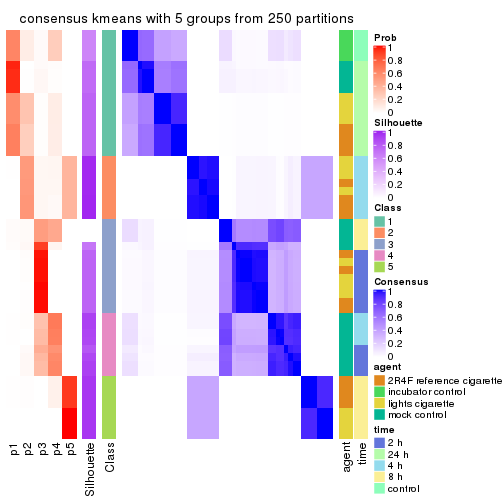 consensus kmeans with 5 groups from 250 partitions
Prob
1
0.8
0.6
0.4
0.2
0
Silhouette
1
0.8
0.6
0.4
0.2
0
Class
1
2
3
4
5
Consensus
1
0.8
0.6
0.4
0.2
0
agent
2R4F reference cigarette
incubator control
lights cigarette
mock control
time
2 h
24 h
4 h
8 h
control
p1
p2
p3
p4
p5
Silhouette
Class
agent
time